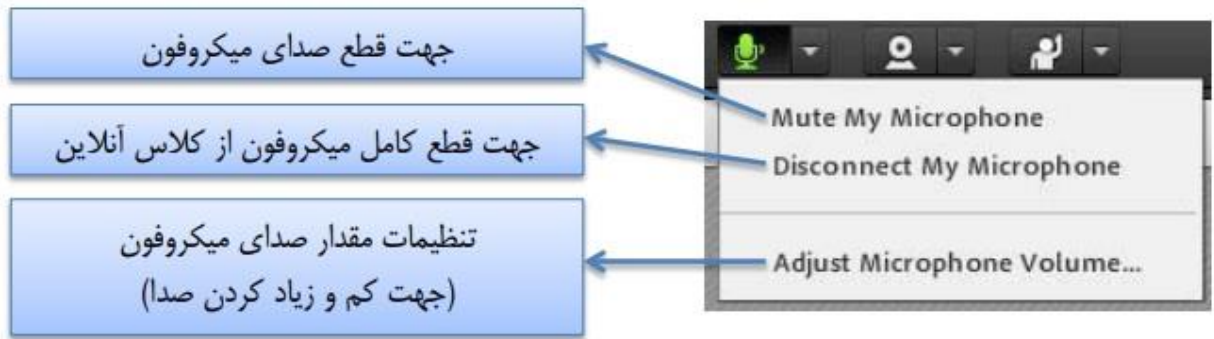 جهت قطع صدای میکروفون
جهت قطع کامل میکروفون از کلاس آنلاین
تنظیمات مقدار صدای میکروفون
(جهت کم و زیاد کردن صدا)
Mute My Microphone
Disconnect My Microphone
Adjust Microphone Volume...